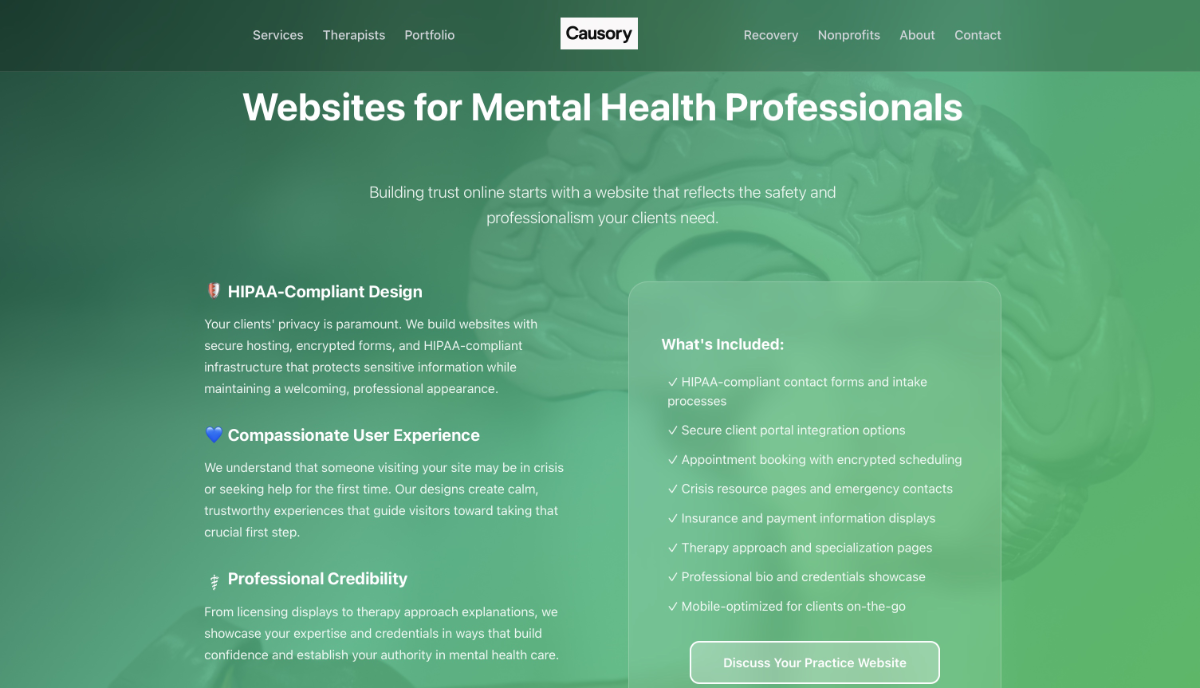 Services Therapists Portfolio Causory Recovery Nonprofits About Contact
Websites for Mental Health Professionals
Building trust online starts with a website that reflects the safety and
professionalism your clients need.
HIPAA-Compliant Design
Your clients' privacy is paramount. We build websites with
secure hosting, encrypted forms, and HIPAA-compliant
infrastructure that protects sensitive information while
maintaining a welcoming, professional appearance.
💙 Compassionate User Experience
We understand that someone visiting your site may be in crisis
or seeking help for the first time. Our designs create calm,
trustworthy experiences that guide visitors toward taking that
crucial first step.
Professional Credibility
From licensing displays to therapy approach explanations, we
showcase your expertise and credentials in ways that build
confidence and establish your authority in mental health care.
What's Included:
✓ HIPAA-compliant contact forms and intake
processes
✓ Secure client portal integration options
✓ Appointment booking with encrypted scheduling
✓ Crisis resource pages and emergency contacts
✓ Insurance and payment information displays
✓ Therapy approach and specialization pages
✓ Professional bio and credentials showcase
✓ Mobile-optimized for clients on-the-go
Discuss Your Practice Website